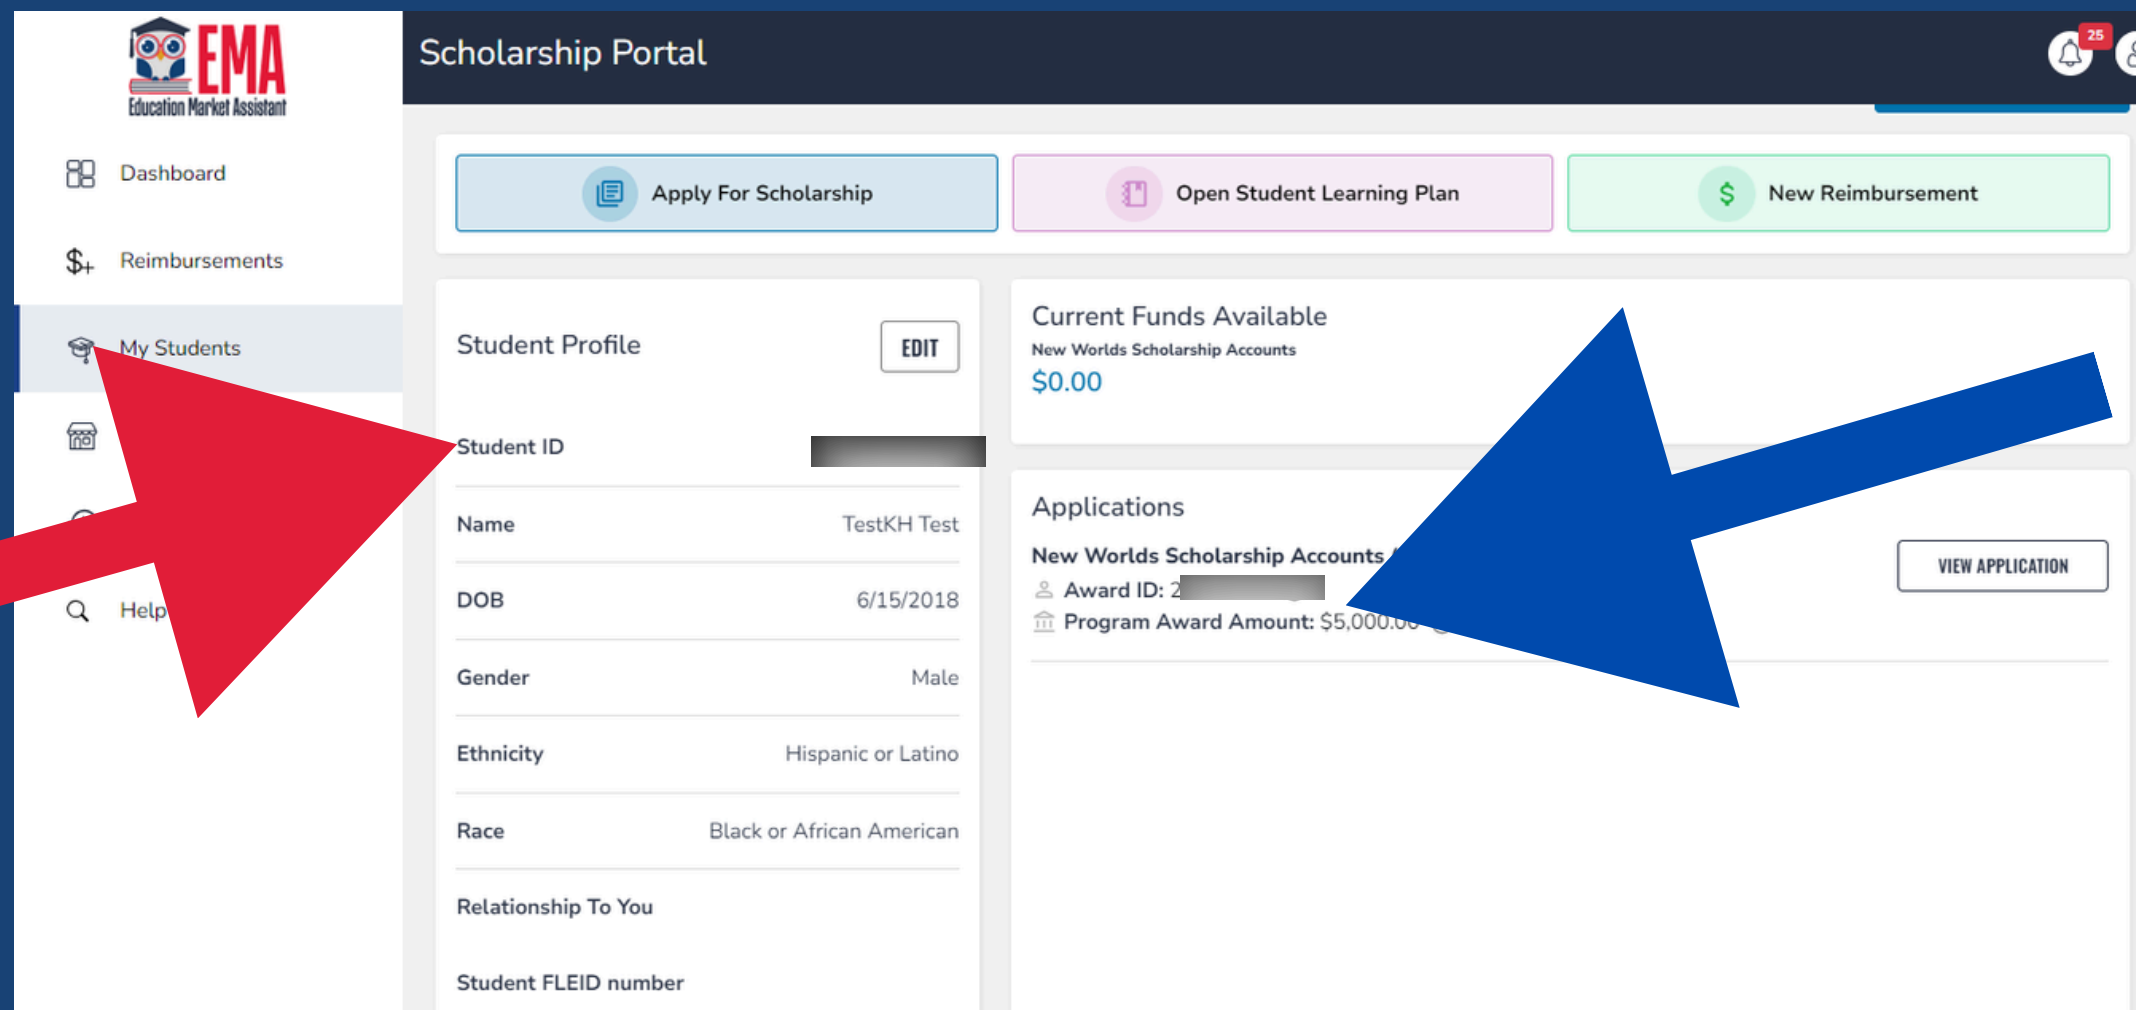 EMA
Education Market Assistant
Scholarship Portal
25
Dashboard
Reimbursements
My Students
Help
Apply For Scholarship
Open Student Learning Plan
New Reimbursement
Student Profile
EDIT
Student ID
Name
TestKH Test
DOB
6/15/2018
Gender
Male
Ethnicity
Hispanic or Latino
Race
Black or African American
Relationship To You
Student FLEID number
Current Funds Available
New Worlds Scholarship Accounts
$0.00
Applications
New Worlds Scholarship Accounts
VIEW APPLICATION
Award ID: 2
Program Award Amount: $5,000.00